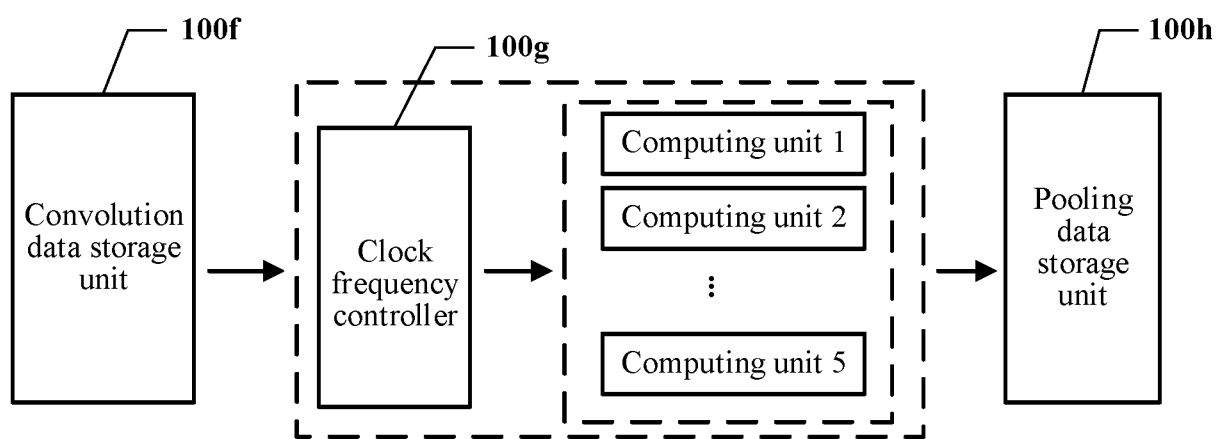 100f
100g
100h
Convolution
data storage
unit
Clock
frequency
controller
Computing unit 1
Computing unit 2
⋮
Computing unit 5
Pooling
data
storage
unit